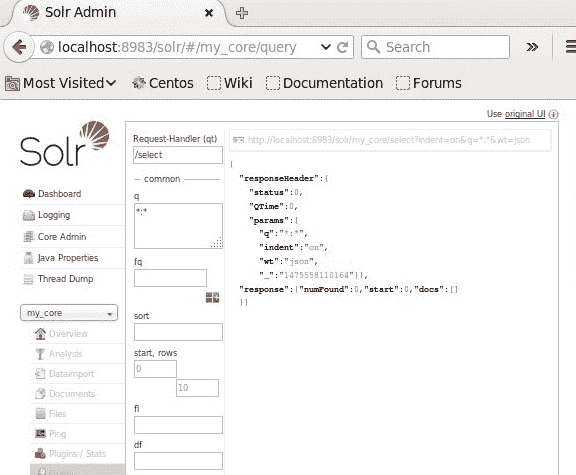 Solr Admin
localhost:8983/solr/#/my_core/query
Search
Most Visited
Centos
Wiki
Documentation
Forums
Use original UI
Solr
Dashboard
Logging
Core Admin
Java Properties
Thread Dump
my_core
Overview
Analysis
Dataimport
Documents
Files
Ping
Plugins / Stats
Request-Handler (qt)
/select
common
q
*:*
fq
sort
start, rows
0
10
fl
df
http://localhost:8983/solr/my_core/select?indent=on&q=*:*&wt=json
{
"responseHeader":{
"status":0,
"QTime":0,
"params":{
"q":"*:*",
"indent":"on",
"wt":"json",
"_":"1475558110164"}},
"response":{"numFound":0,"start":0,"docs":[]
}}